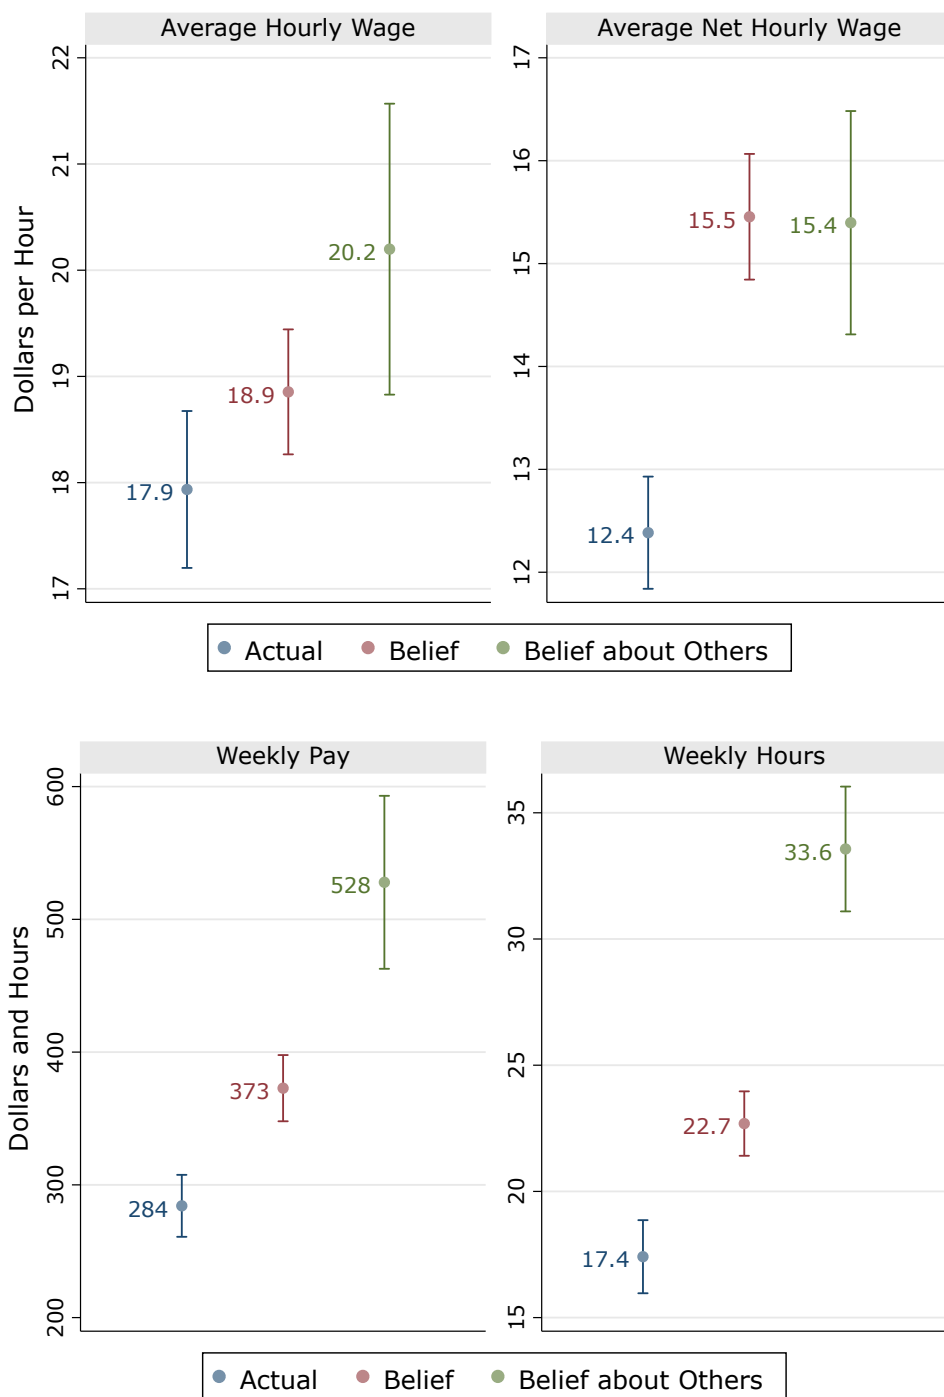 Average Hourly Wage
Average Net Hourly Wage
Dollars per Hour
22
21
20
19
18
17
20.2
18.9
17.9
17
16
15
14
13
12
15.5
15.4
12.4
Actual
Belief
Belief about Others
Weekly Pay
Weekly Hours
Dollars and Hours
600
500
400
300
200
528
373
284
35
30
25
20
15
33.6
22.7
17.4
Actual
Belief
Belief about Others